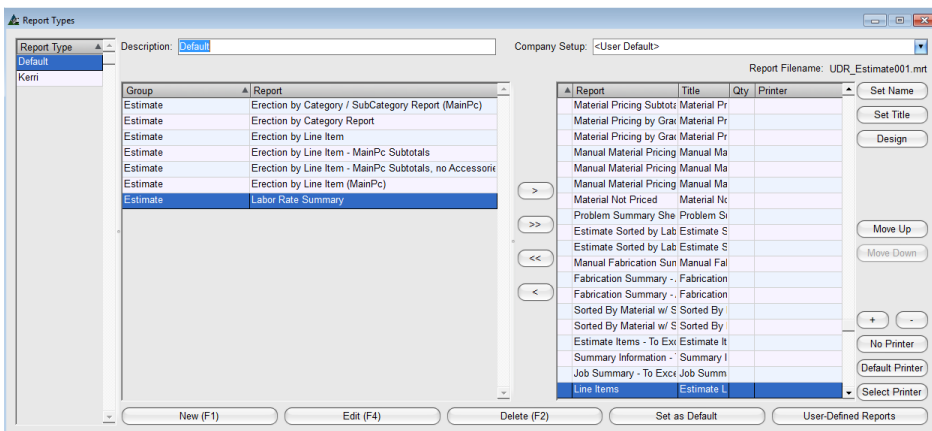 Report Types
Report Type
Default
Kerri
Description: Default
Company Setup: <User Default>
Report Filename: UDR_Estimate001.mrt
Group Report
Estimate Erection by Category / SubCategory Report (MainPc)
Estimate Erection by Category Report
Estimate Erection by Line Item
Estimate Erection by Line Item - MainPc Subtotals
Estimate Erection by Line Item - MainPc Subtotals, no Accessorie
Estimate Erection by Line Item (MainPc)
Estimate Labor Rate Summary
>
>>
<<
<
Report Title Qty Printer
Material Pricing Subtota Material Pr
Material Pricing by Grad Material Pr
Material Pricing by Grad Material Pr
Manual Material Pricing Manual Ma
Manual Material Pricing Manual Ma
Manual Material Pricing Manual Ma
Material Not Priced Material No
Problem Summary She Problem Su
Estimate Sorted by Lab Estimate S
Estimate Sorted by Lab Estimate S
Manual Fabrication Sum Manual Fal
Fabrication Summary - Fabrication
Fabrication Summary - Fabrication
Sorted By Material w/ S Sorted By
Sorted By Material w/ S Sorted By
Estimate Items - To Exc Estimate It
Summary Information - Summary I
Job Summary - To Exce Job Summ
Line Items Estimate L
Set Name
Set Title
Design
Move Up
Move Down
+ -
No Printer
Default Printer
Select Printer
New (F1) Edit (F4) Delete (F2) Set as Default User-Defined Reports